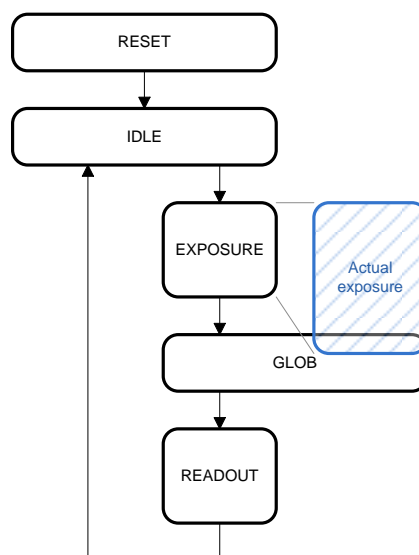 RESET
IDLE
EXPOSURE
Actual
exposure
GLOB
READOUT